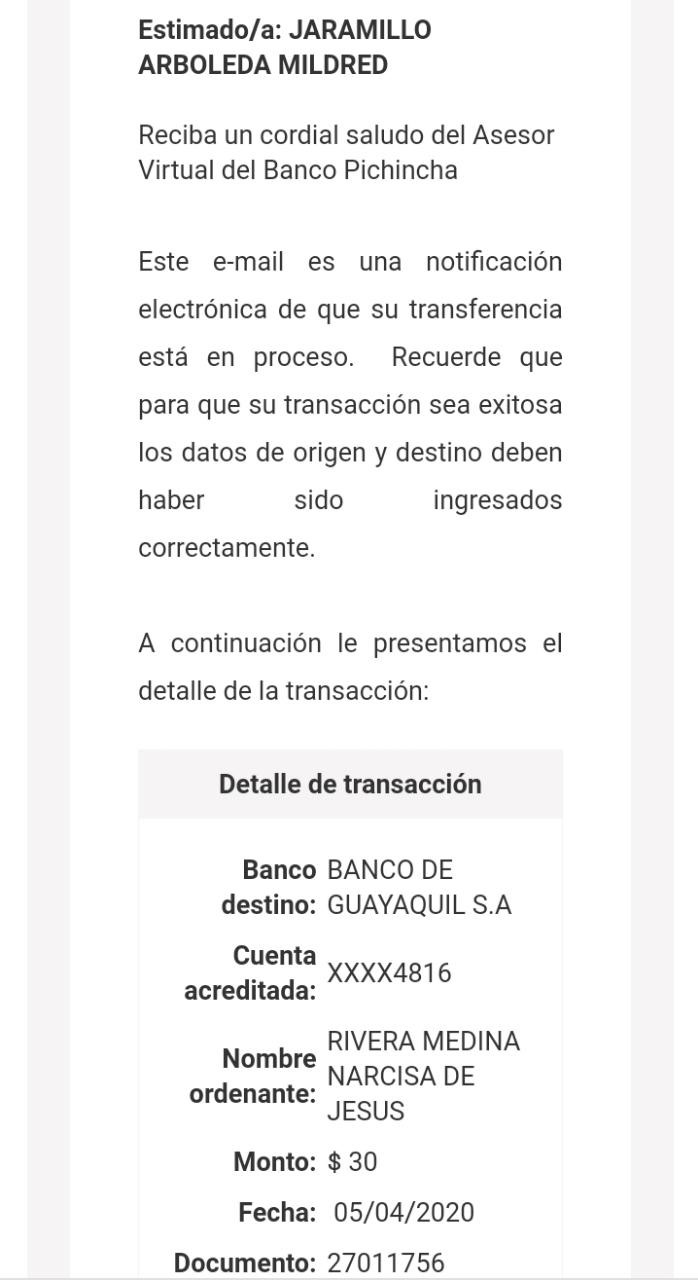 Estimado/a: JARAMILLO
ARBOLEDA MILDRED
Reciba un cordial saludo del Asesor
Virtual del Banco Pichincha
Este e-mail es una notificación
electrónica de que su transferencia
está en proceso. Recuerde que
para que su transacción sea exitosa
los datos de origen y destino deben
haber sido ingresados
correctamente.
A continuación le presentamos el
detalle de la transacción:
Detalle de transacción
Banco destino: BANCO DE
GUAYAQUIL S.A
Cuenta acreditada: XXXX4816
Nombre ordenante: RIVERA MEDINA
NARCISA DE
JESUS
Monto: $ 30
Fecha: 05/04/2020
Documento: 27011756